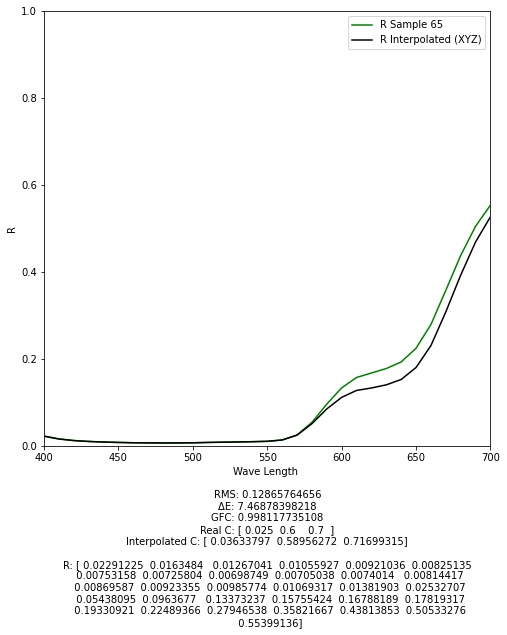 1.0
0.8
0.6
0.4
0.2
0.0
R
R Sample 65
R Interpolated (XYZ)
400 450 500 550 600 650 700
Wave Length
RMS: 0.12865764656
ΔE: 7.46878398218
GFC: 0.998117735108
Real C: [ 0.025 0.6 0.7 ]
Interpolated C: [ 0.03633797 0.58956272 0.71699315]
R: [ 0.02291225 0.0163484 0.01267041 0.01055927 0.00921036 0.00825135
0.00753158 0.00725804 0.00698749 0.00705038 0.0074014 0.00814417
0.00869587 0.00923355 0.00985774 0.01069317 0.01381903 0.02532707
0.05438095 0.0963677 0.13373237 0.15755424 0.16788189 0.17819317
0.19330921 0.22489366 0.27946538 0.35821667 0.43813853 0.50533276
0.55399136]